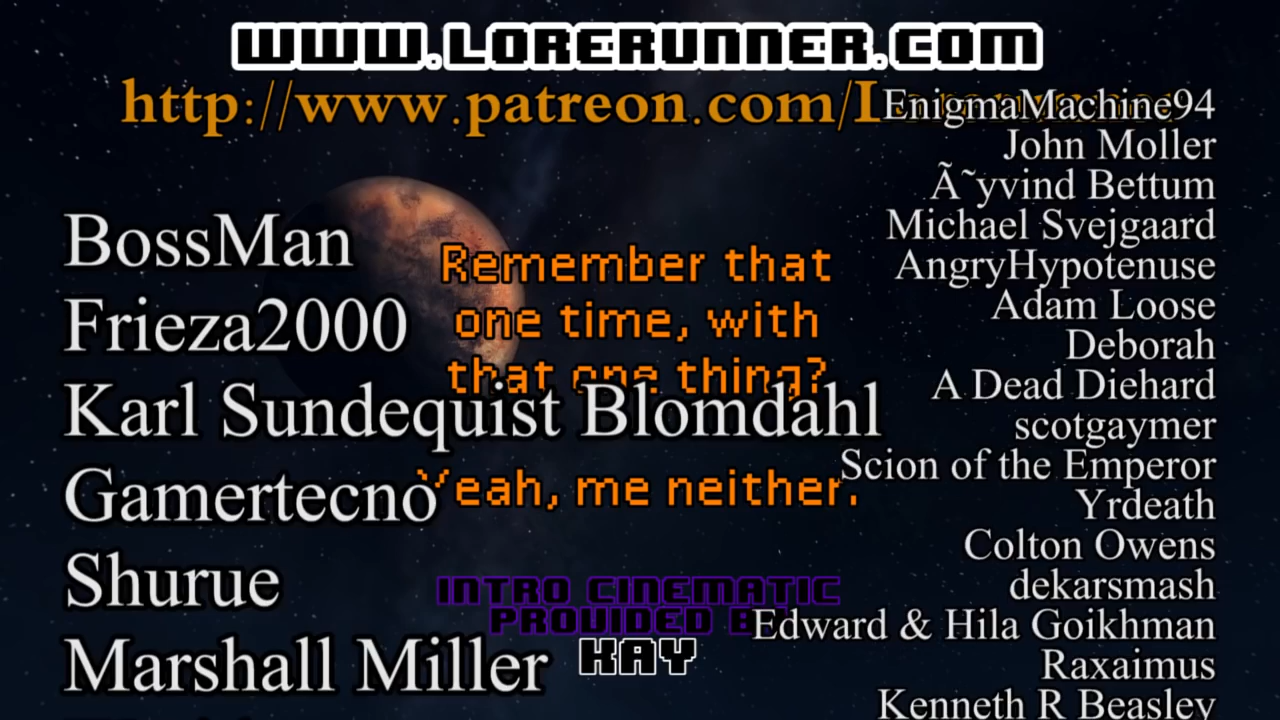 WWW.LORERUNNER.COM
http://www.patreon.com/L
BossMan
Frieza2000
Karl Sundequist Blomdahl
Gamertecno
Shurue
Marshall Miller
Remember that
one time, with
that one thing?
Yeah, me neither.
INTRO CINEMATIC
PROVIDED B
KAY
EnigmaMachine94
John Moller
Ã˜yvind Bettum
Michael Svejgaard
AngryHypotenuse
Adam Loose
Deborah
A Dead Diehard
scotgaymer
Scion of the Emperor
Yrdeath
Colton Owens
dekarsmash
Edward & Hila Goikhman
Raxaimus
Kenneth R Beasley